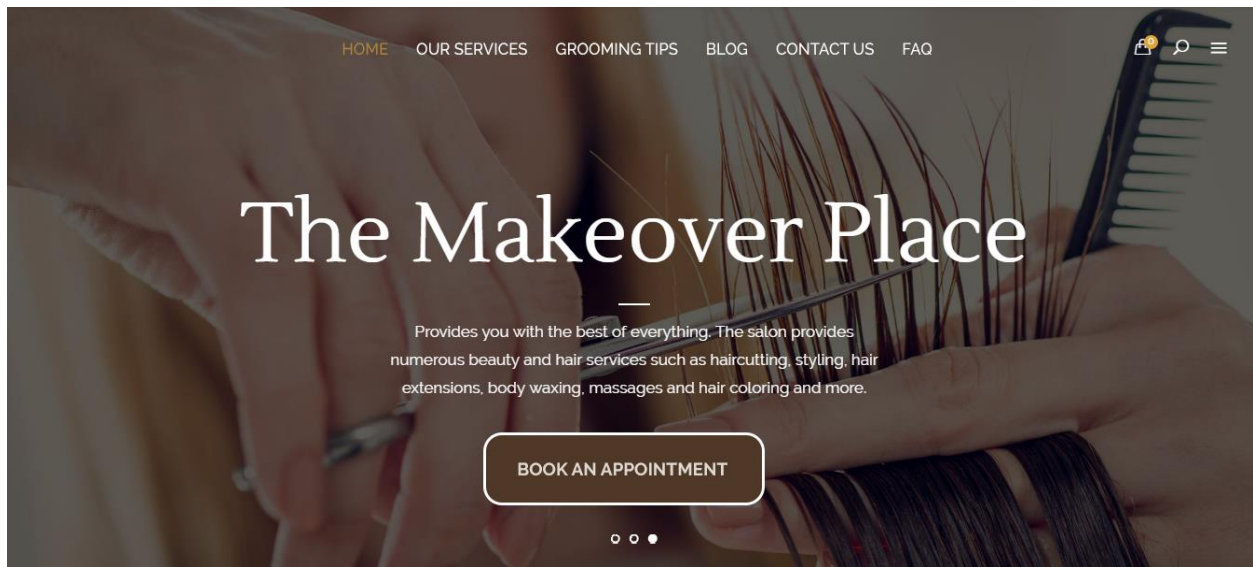 HOME OUR SERVICES GROOMING TIPS BLOG CONTACT US FAQ 0
The Makeover Place
Provides you with the best of everything. The salon provides
numerous beauty and hair services such as haircutting, styling, hair
extensions, body waxing, massages and hair coloring and more.
BOOK AN APPOINTMENT